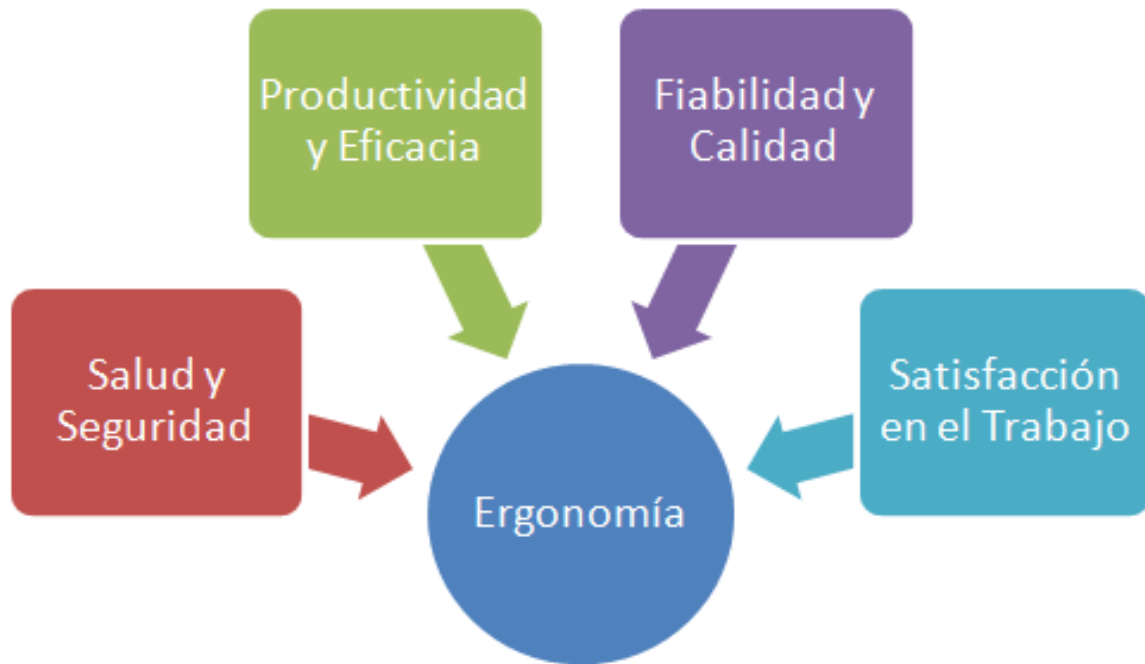 Productividad
y Eficacia
Fiabilidad y
Calidad
Salud y
Seguridad
Satisfacción
en el Trabajo
Ergonomía